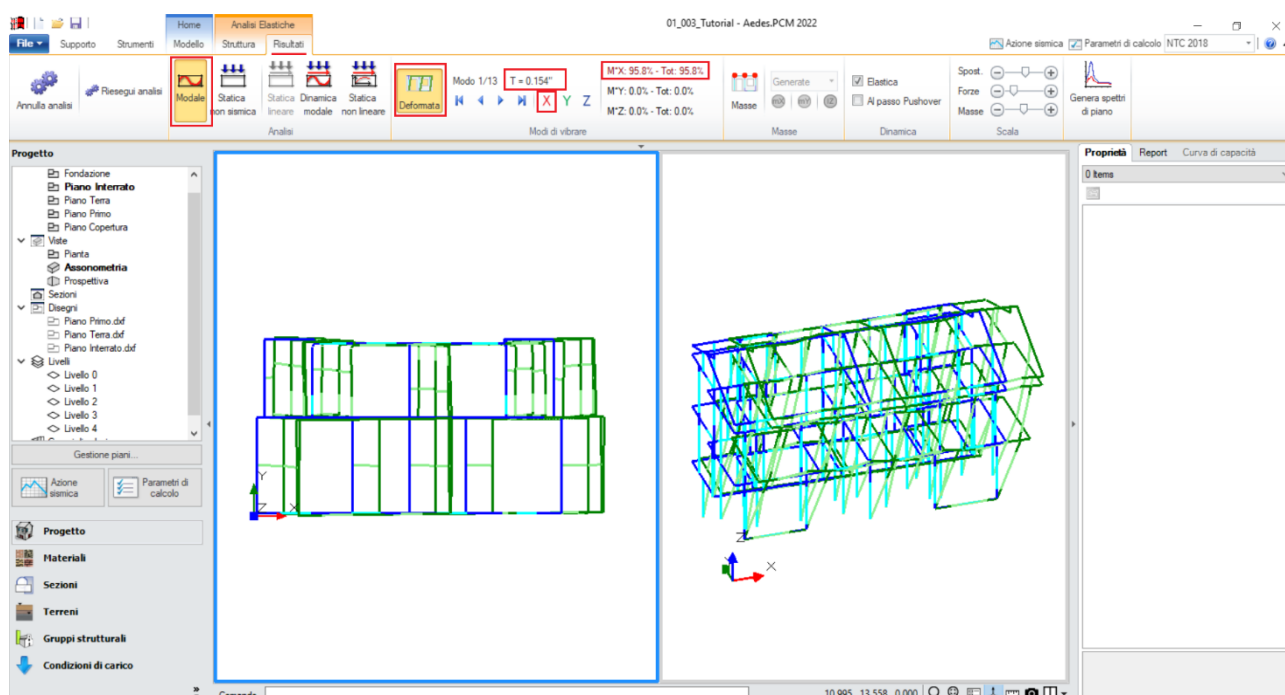 01_003_Tutorial - Aedes.PCM 2022
Home
Analisi Elastiche
File
Supporto
Strumenti
Modello
Struttura
Risultati
Azione sismica
Parametri di calcolo
NTC 2018
Annulla analisi
Riesegui analisi
Modale
Statica non sismica
Statica lineare
Dinamica modale
Statica non lineare
Analisi
Deformata
Modo 1/13
T = 0.154"
X Y Z
M*X: 95.8% - Tot: 95.8%
M*Y: 0.0% - Tot: 0.0%
M*Z: 0.0% - Tot: 0.0%
Modi di vibrare
Masse
Generate
Masse
Elastica
Al passo Pushover
Dinamica
Spost.
Forze
Masse
Scala
Genera spettri di piano
Progetto
Fondazione
Piano Interrato
Piano Terra
Piano Primo
Piano Copertura
Viste
Pianta
Assonometria
Prospettiva
Sezioni
Disegni
Piano Primo.dxf
Piano Terra.dxf
Piano Interrato.dxf
Livelli
Livello 0
Livello 1
Livello 2
Livello 3
Livello 4
Gestione piani...
Azione sismica
Parametri di calcolo
Progetto
Materiali
Sezioni
Terreni
Gruppi strutturali
Condizioni di carico
Y
Z X
Z
X
Proprietà
Report
Curva di capacità
0 Items
Comando
10.995, 13.558, 0.000